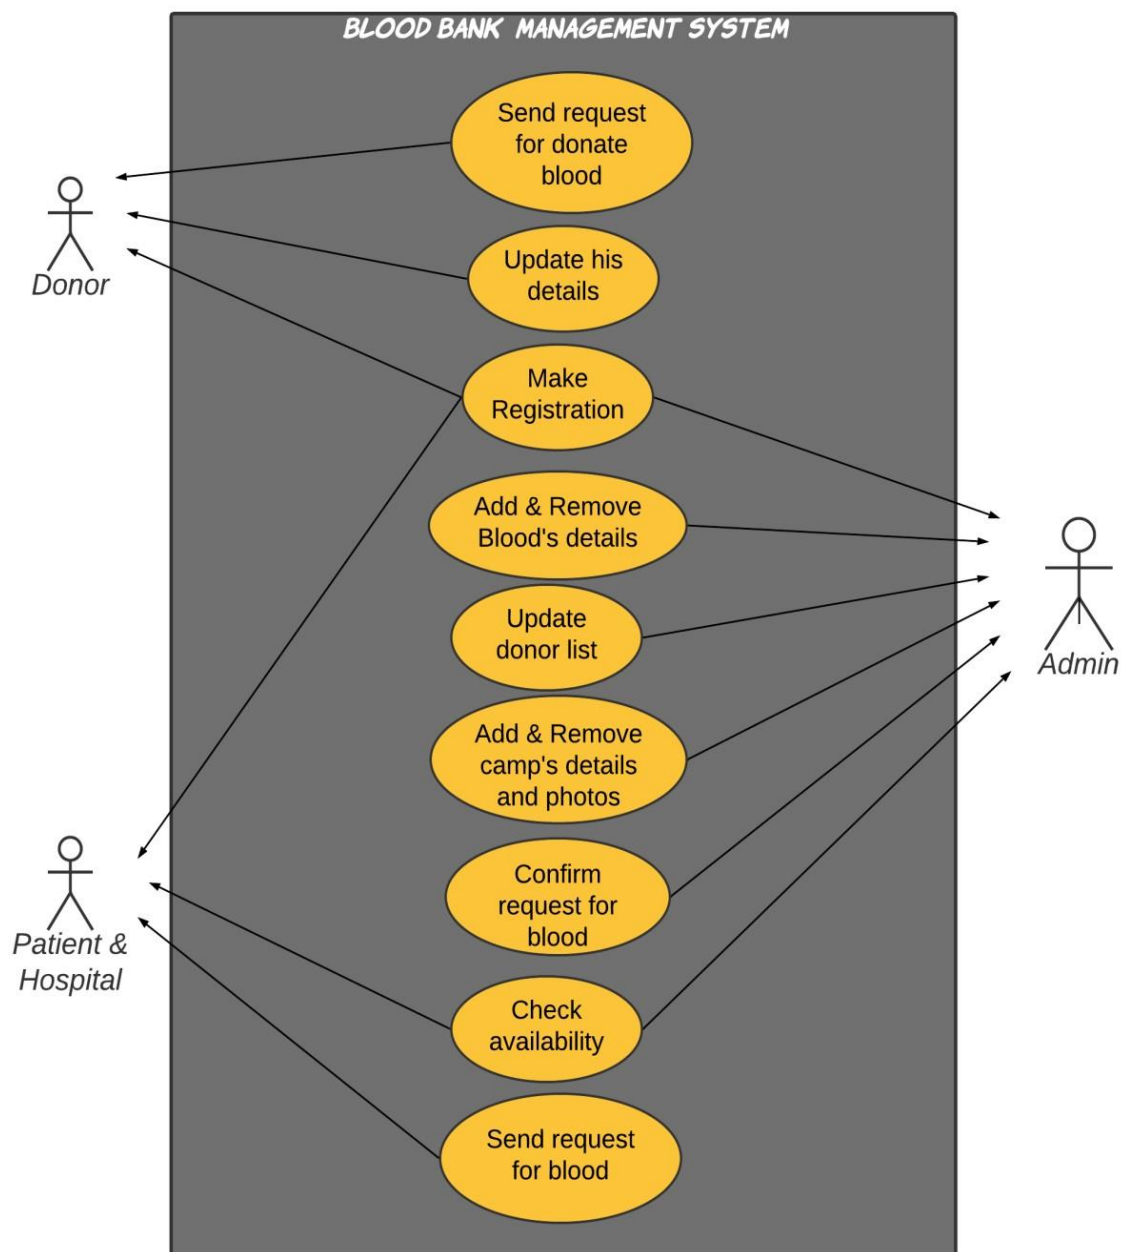 BLOOD BANK MANAGEMENT SYSTEM
Send request
for donate
blood
Donor
Update his
details
Make
Registration
Add & Remove
Blood's details
Update
donor list
Admin
Add & Remove
camp's details
and photos
Confirm
request for
blood
Patient &
Hospital
Check
availability
Send request
for blood